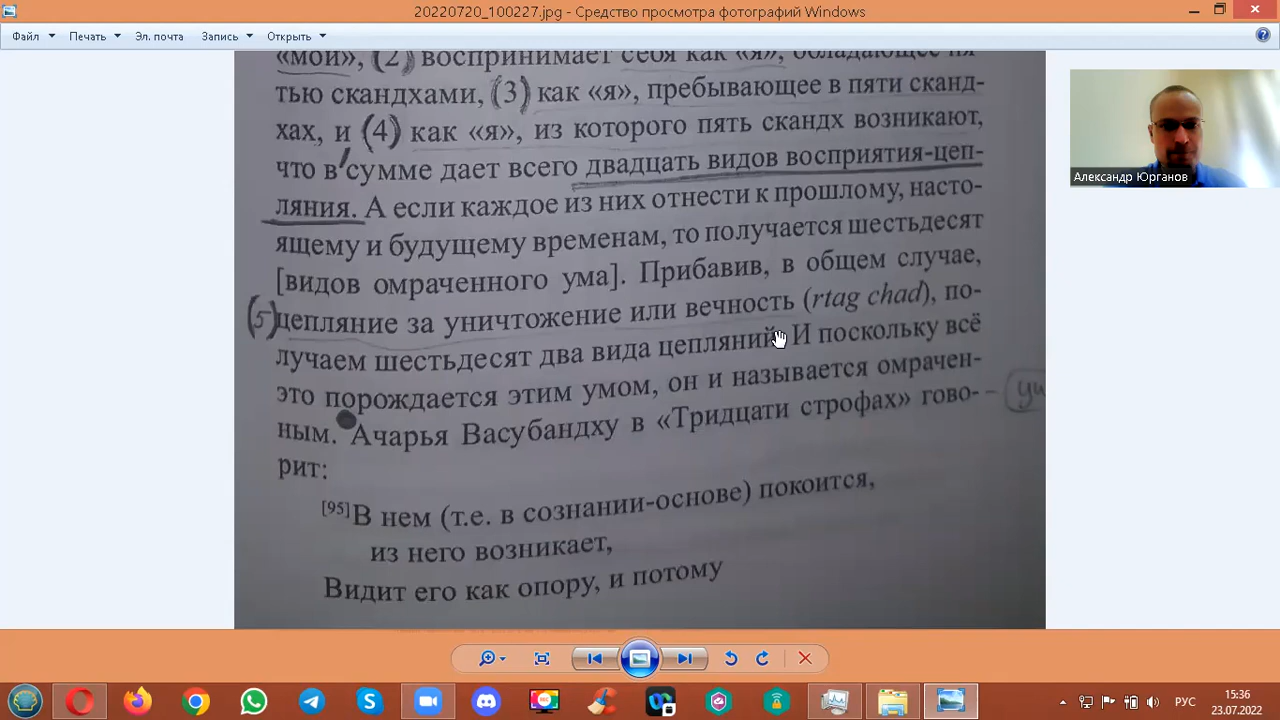 20220720_100227.jpg - Средство просмотра фотографий Windows
Файл Печать Эл. почта Запись Открыть
«мои», (2) воспринимает себя как «я», обладающее пя-
тью скандхами, (3) как «я», пребывающее в пяти сканд-
хах, и (4) как «я», из которого пять скандх возникают,
что в сумме дает всего двадцать видов восприятия-цеп-
ляния. А если каждое из них отнести к прошлому, насто-
ящему и будущему временам, то получается шестьдесят
[видов омраченного ума]. Прибавив, в общем случае,
(5) цепляние за уничтожение или вечность (rtag chad), по-
лучаем шестьдесят два вида цепляний. И поскольку всё
это порождается этим умом, он и называется омрачен-
ным. Ачарья Васубандху в «Тридцати строфах» гово-
рит:
[95] В нем (т.е. в сознании-основе) покоится,
из него возникает,
Видит его как опору, и потому
Александр Юрганов
РУС
15:36
23.07.2022